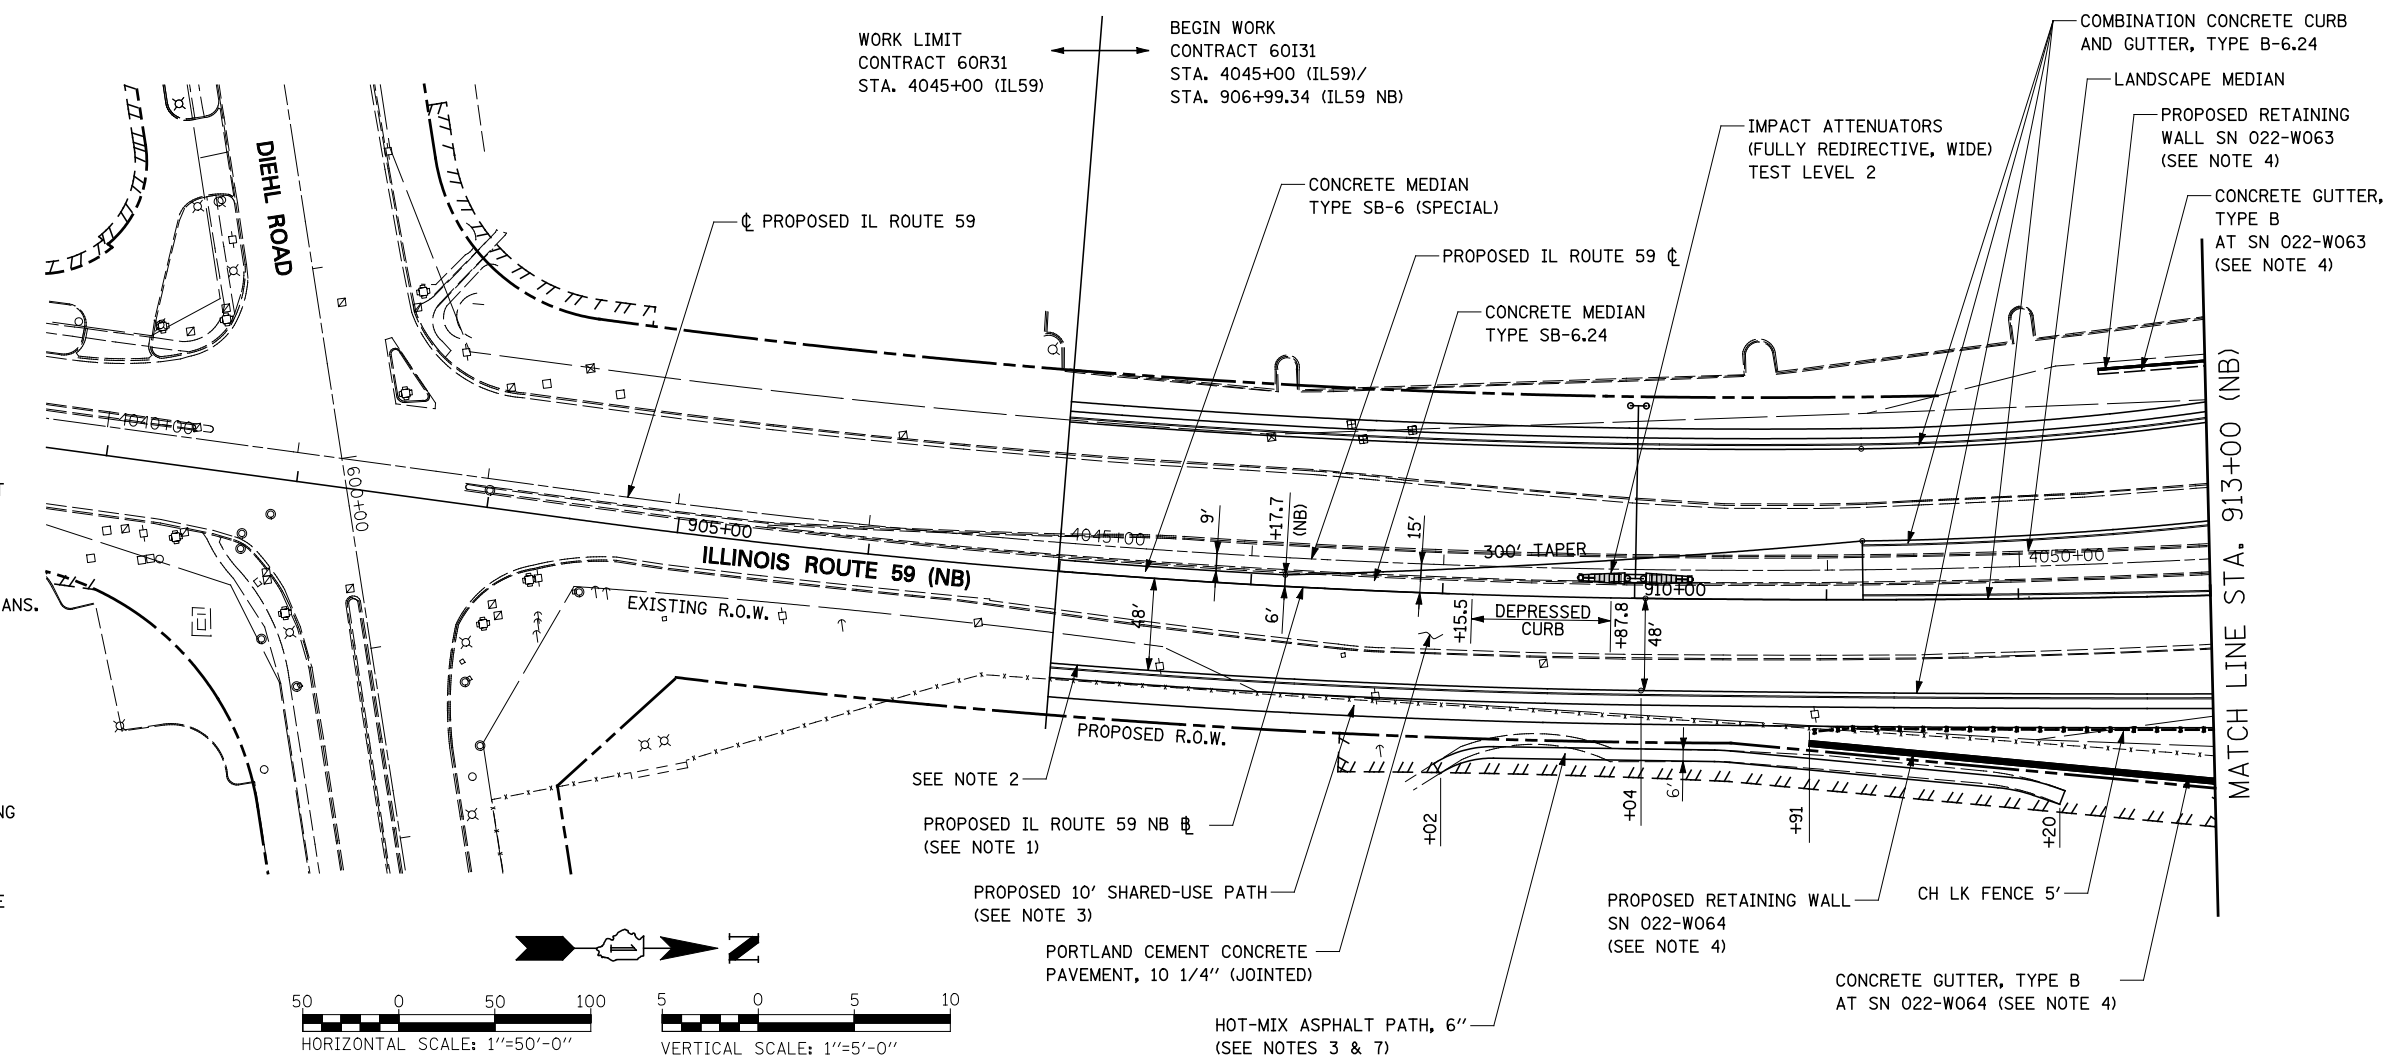 WORK LIMIT
CONTRACT 60R31
STA. 4045+00 (IL59)
BEGIN WORK
CONTRACT 60I31
STA. 4045+00 (IL59)/
STA. 906+99.34 (IL59 NB)
COMBINATION CONCRETE CURB
AND GUTTER, TYPE B-6.24
LANDSCAPE MEDIAN
PROPOSED RETAINING
WALL SN 022-W063
(SEE NOTE 4)
CONCRETE GUTTER,
TYPE B
AT SN 022-W063
(SEE NOTE 4)
IMPACT ATTENUATORS
(FULLY REDIRECTIVE, WIDE)
TEST LEVEL 2
CONCRETE MEDIAN
TYPE SB-6 (SPECIAL)
℄ PROPOSED IL ROUTE 59
PROPOSED IL ROUTE 59 ℄
CONCRETE MEDIAN
TYPE SB-6.24
DIEHL ROAD
4040+00
600+00
905+00
4045+00
ILLINOIS ROUTE 59 (NB)
EXISTING R.O.W.
9'
+17.7
(NB)
15'
300' TAPER
4050+00
910+00
48'
6'
+15.5
DEPRESSED
CURB
+87.8
48'
MATCH LINE STA. 913+00 (NB)
T
ANS.
NG
E
PROPOSED R.O.W.
SEE NOTE 2
6'
+02
+04
+91
+20
PROPOSED IL ROUTE 59 NB BL
(SEE NOTE 1)
PROPOSED 10' SHARED-USE PATH
(SEE NOTE 3)
PORTLAND CEMENT CONCRETE
PAVEMENT, 10 1/4" (JOINTED)
HOT-MIX ASPHALT PATH, 6"
(SEE NOTES 3 & 7)
PROPOSED RETAINING WALL
SN 022-W064
(SEE NOTE 4)
CH LK FENCE 5'
CONCRETE GUTTER, TYPE B
AT SN 022-W064 (SEE NOTE 4)
N
50 0 50 100
HORIZONTAL SCALE: 1"=50'-0"
5 0 5 10
VERTICAL SCALE: 1"=5'-0"